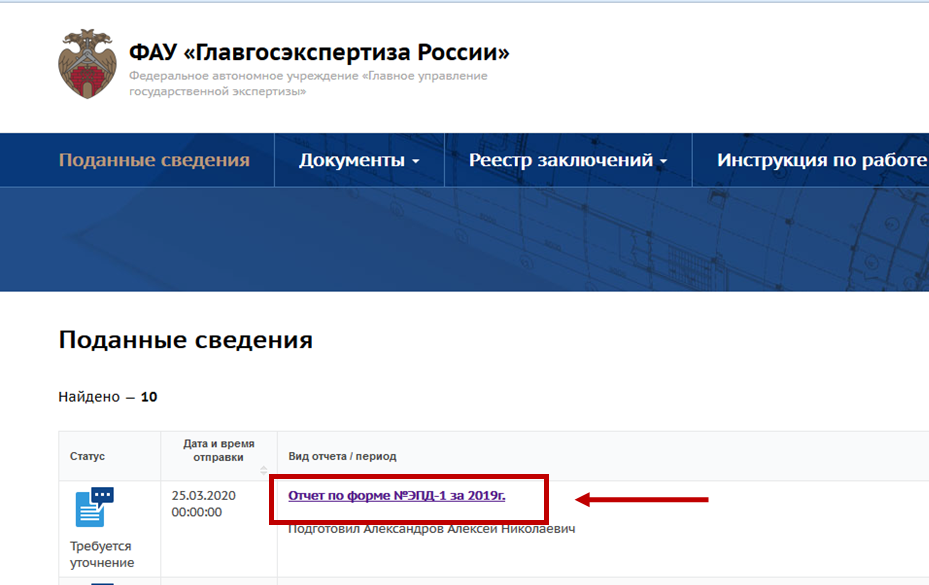 ФАУ «Главгосэкспертиза России»
Федеральное автономное учреждение «Главное управление
государственной экспертизы»
Поданные сведения
Документы
Реестр заключений
Инструкция по работе
Поданные сведения
Найдено — 10
Статус
Дата и время
отправки
Вид отчета / период
25.03.2020
00:00:00
Отчет по форме №ЭПД-1 за 2019г.
Подготовил Александров Алексей Николаевич
Требуется
уточнение